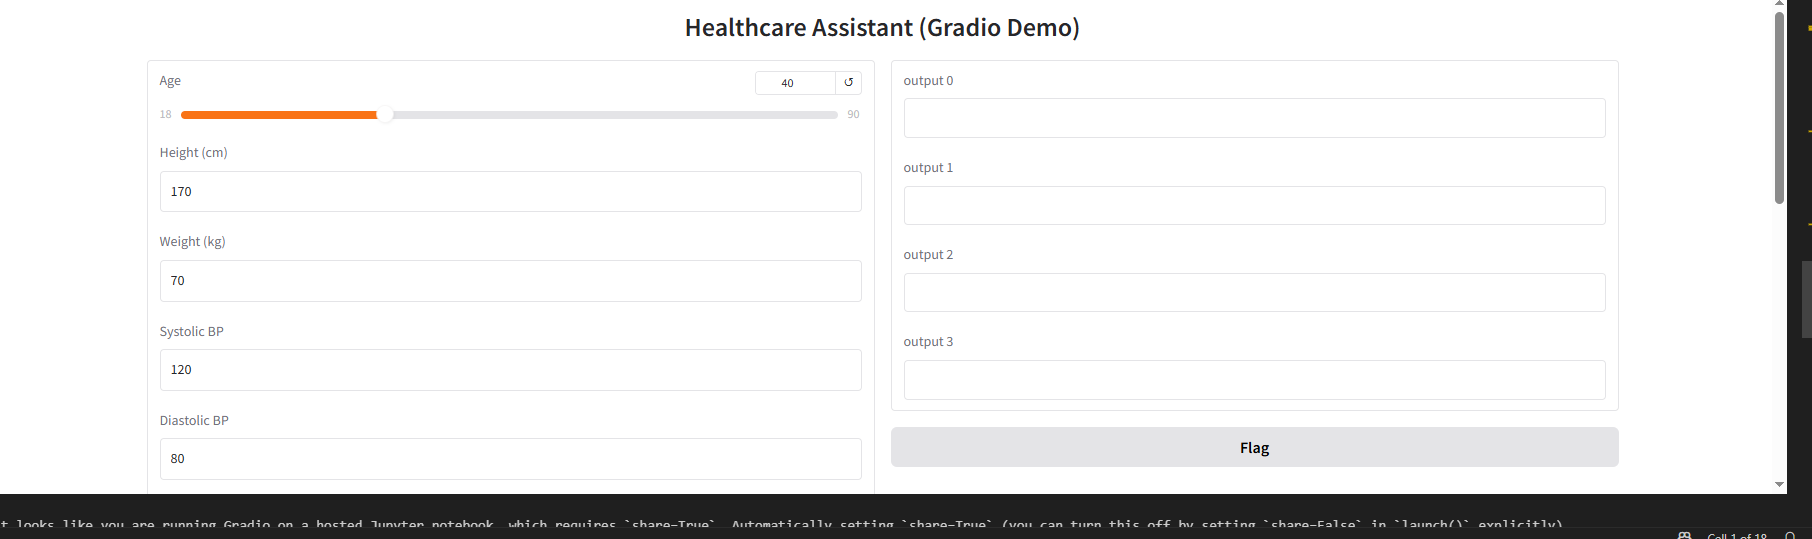 Healthcare Assistant (Gradio Demo)
Age
40
18
90
Height (cm)
170
Weight (kg)
70
Systolic BP
120
Diastolic BP
80
output 0
output 1
output 2
output 3
Flag
t looks like you are running Gradio on a hosted Jupyter notebook, which requires `share=True`. Automatically setting `share=True` (you can turn this off by setting `share=False` in `launch()` explicitly).
Cell 1 of 18